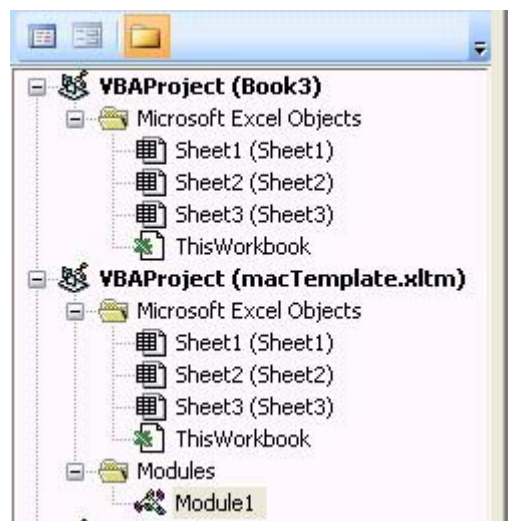 VBAProject (Book3)
Microsoft Excel Objects
Sheet1 (Sheet1)
Sheet2 (Sheet2)
Sheet3 (Sheet3)
ThisWorkbook
VBAProject (macTemplate.xltm)
Microsoft Excel Objects
Sheet1 (Sheet1)
Sheet2 (Sheet2)
Sheet3 (Sheet3)
ThisWorkbook
Modules
Module1